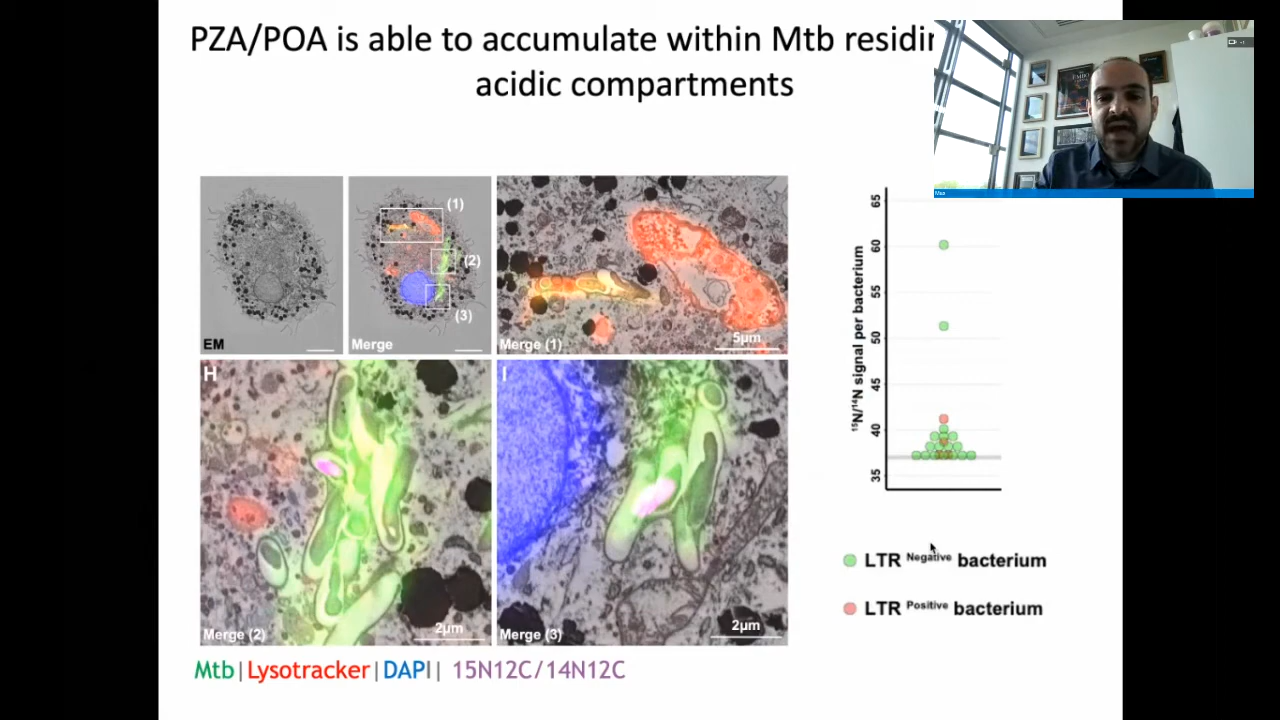 PZA/POA is able to accumulate within Mtb residin
acidic compartments
EM
Merge
(1)
(2)
(3)
Merge (1)
5µm
H
Merge (2)
2µm
I
Merge (3)
2µm
Mtb|Lysotracker|DAPI| 15N12C/14N12C
¹⁵N/¹⁴N signal per bacterium
65
60
55
50
45
40
35
LTR Negative bacterium
LTR Positive bacterium